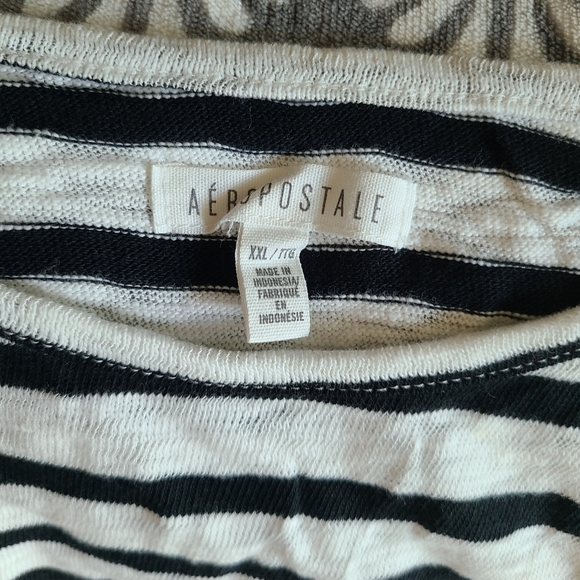 AÉROPOSTALE
XXL / TTG
MADE IN
INDONESIA/
FABRIQUÉ
EN
INDONÉSIE